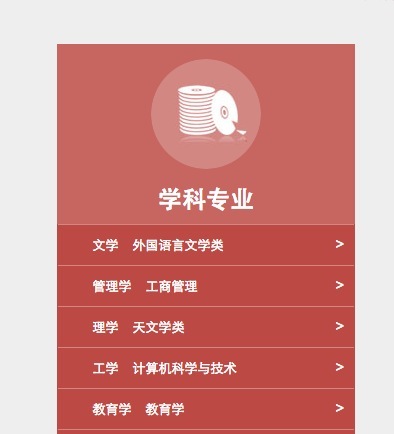 学科专业
文学 外国语言文学类 >
管理学 工商管理 >
理学 天文学类 >
工学 计算机科学与技术 >
教育学 教育学 >